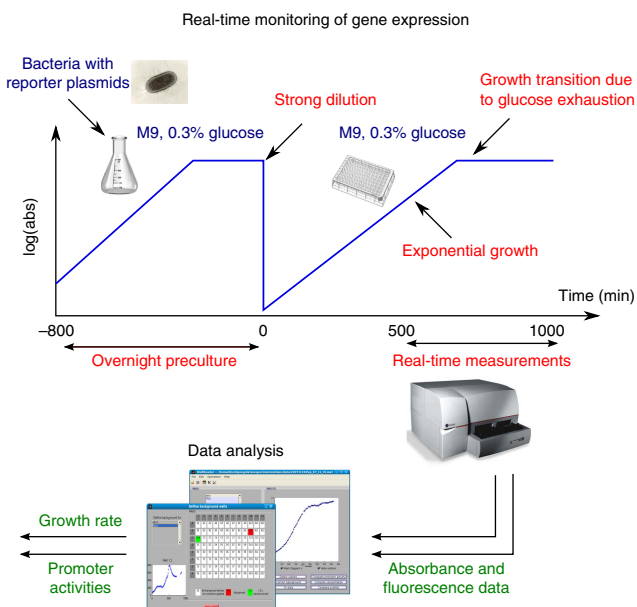 Real-time monitoring of gene expression
Bacteria with
reporter plasmids
Strong dilution
Growth transition due
to glucose exhaustion
M9, 0.3% glucose
M9, 0.3% glucose
log(abs)
Exponential growth
Time (min)
–800
0
500
1000
Overnight preculture
Real-time measurements
Data analysis
Growth rate
Promoter
activities
Absorbance and
fluorescence data